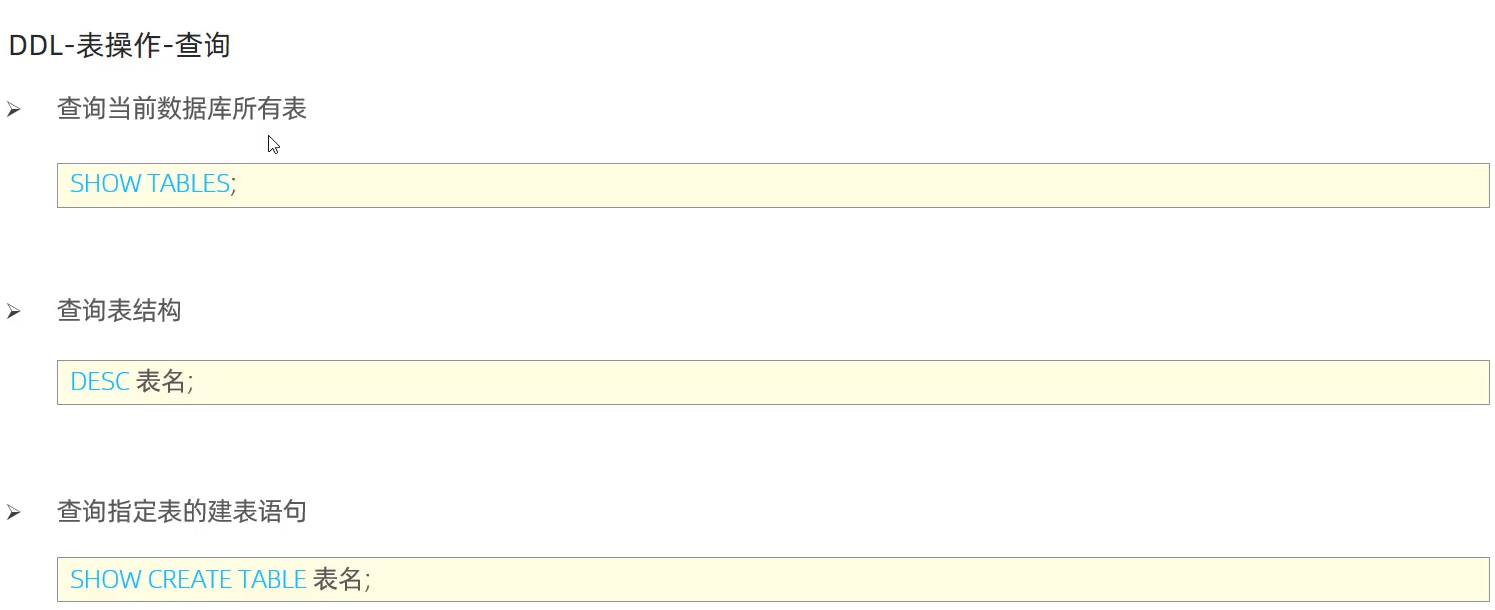 DDL-表操作-查询
查询当前数据库所有表
SHOW TABLES;
查询表结构
DESC 表名;
查询指定表的建表语句
SHOW CREATE TABLE 表名;